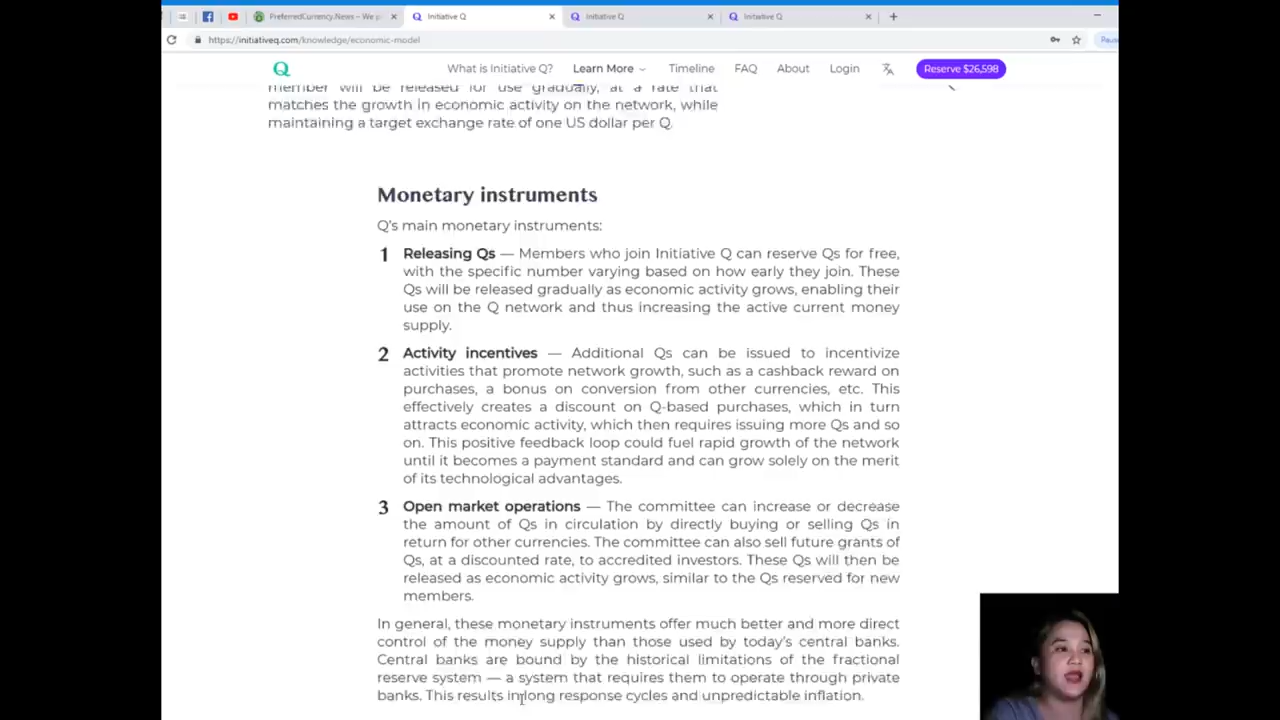 PreferredCurrency.News – We p
Initiative Q
Initiative Q
Initiative Q
https://initiativeq.com/knowledge/economic-model
Paus
Q
What is Initiative Q?
Learn More
Timeline
FAQ
About
Login
Reserve $26,598
member will be released for use gradually, at a rate that
matches the growth in economic activity on the network, while
maintaining a target exchange rate of one US dollar per Q.
Monetary instruments
Q's main monetary instruments:
1 Releasing Qs — Members who join Initiative Q can reserve Qs for free,
with the specific number varying based on how early they join. These
Qs will be released gradually as economic activity grows, enabling their
use on the Q network and thus increasing the active current money
supply.
2 Activity incentives — Additional Qs can be issued to incentivize
activities that promote network growth, such as a cashback reward on
purchases, a bonus on conversion from other currencies, etc. This
effectively creates a discount on Q-based purchases, which in turn
attracts economic activity, which then requires issuing more Qs and so
on. This positive feedback loop could fuel rapid growth of the network
until it becomes a payment standard and can grow solely on the merit
of its technological advantages.
3 Open market operations — The committee can increase or decrease
the amount of Qs in circulation by directly buying or selling Qs in
return for other currencies. The committee can also sell future grants of
Qs, at a discounted rate, to accredited investors. These Qs will then be
released as economic activity grows, similar to the Qs reserved for new
members.
In general, these monetary instruments offer much better and more direct
control of the money supply than those used by today's central banks.
Central banks are bound by the historical limitations of the fractional
reserve system — a system that requires them to operate through private
banks. This results in long response cycles and unpredictable inflation.